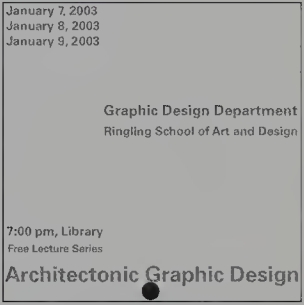 January 7, 2003
January 8, 2003
January 9, 2003
Graphic Design Department
Ringling School of Art and Design
7:00 pm, Library
Free Lecture Series
Architectonic Graphic Design